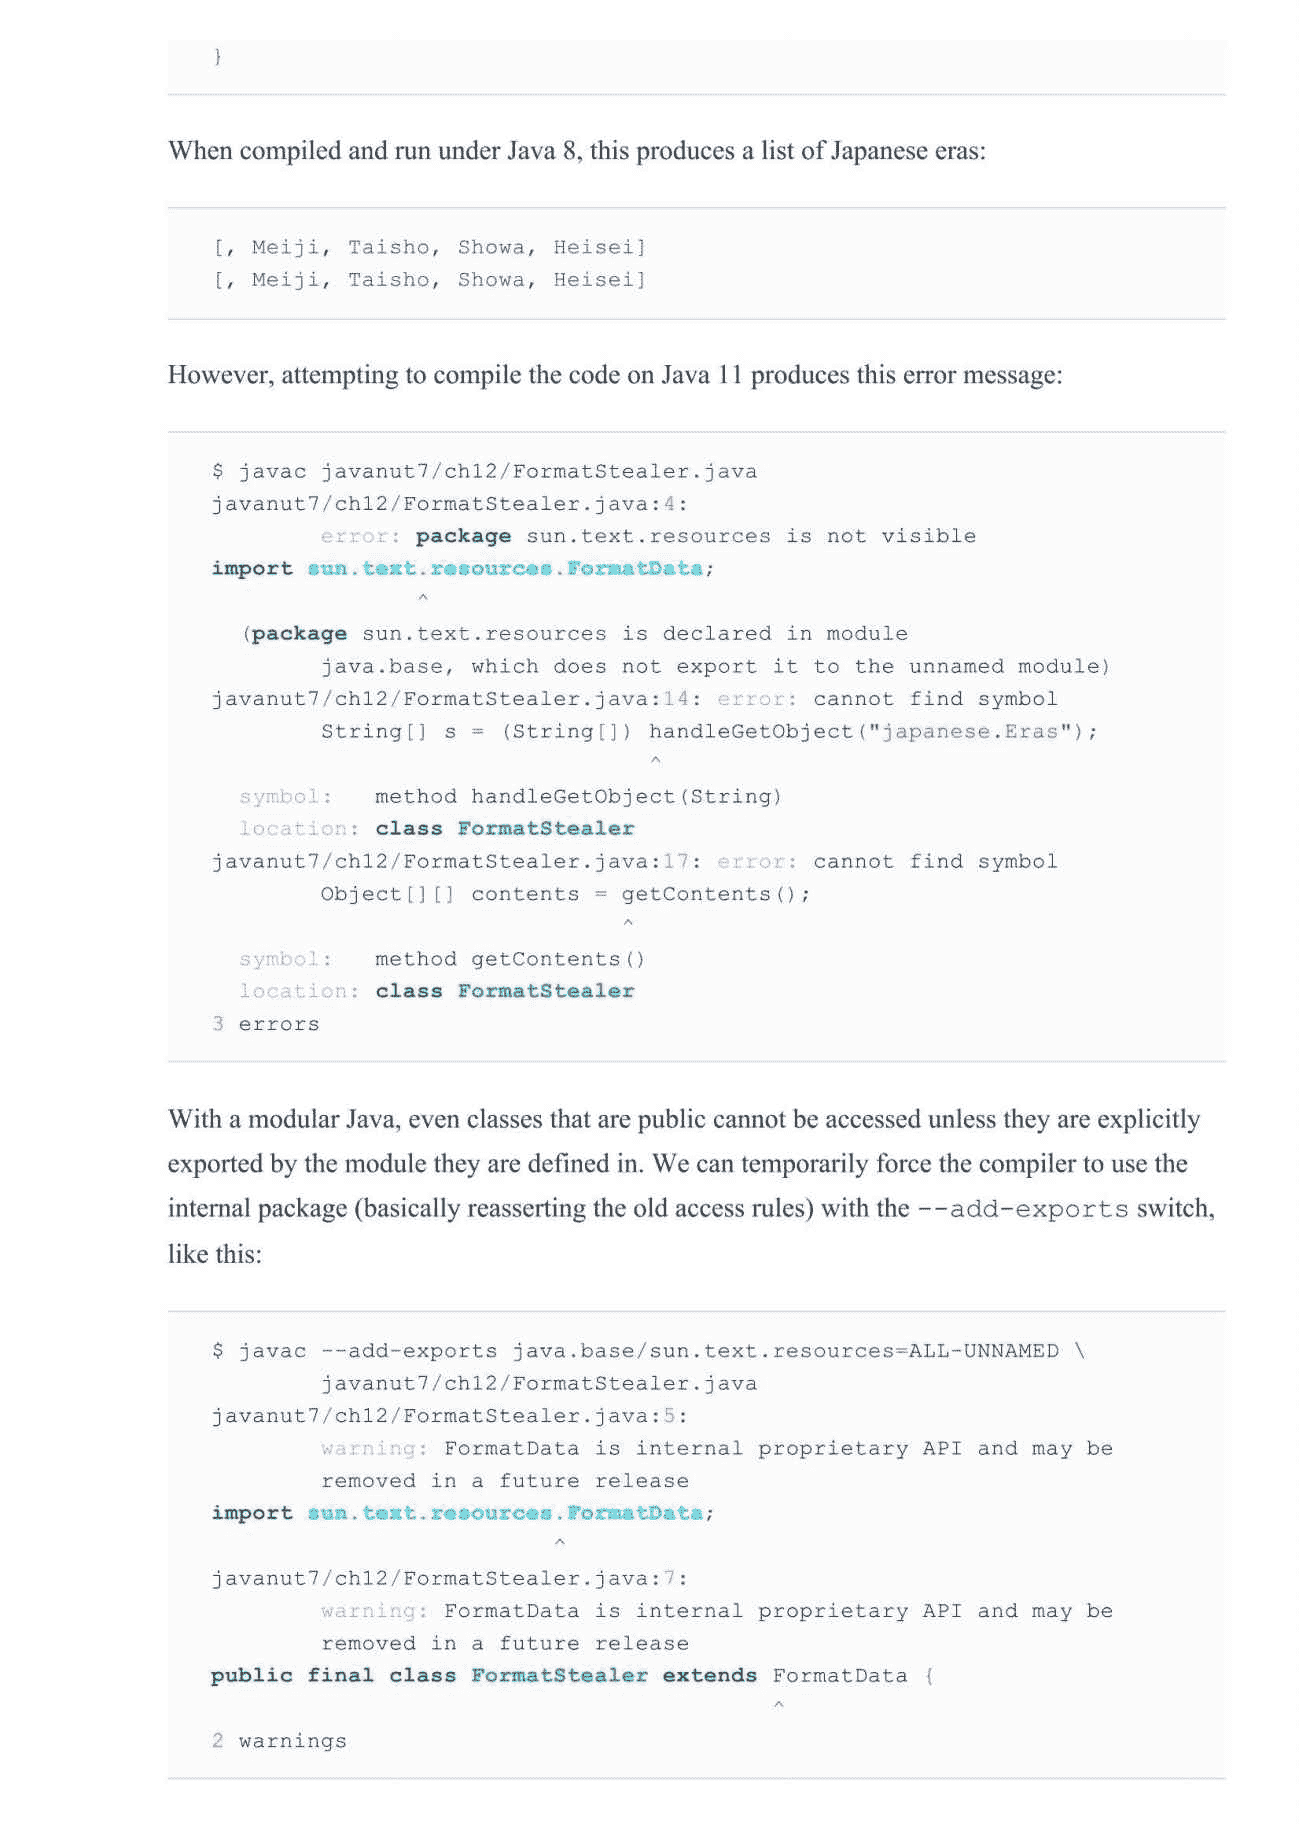 }
When compiled and run under Java 8, this produces a list of Japanese eras:
[, Meiji, Taisho, Showa, Heisei]
[, Meiji, Taisho, Showa, Heisei]
However, attempting to compile the code on Java 11 produces this error message:
$ javac javanut7/ch12/FormatStealer.java
javanut7/ch12/FormatStealer.java:4:
        error: package sun.text.resources is not visible
import sun.text.resources.FormatData;
               ^
  (package sun.text.resources is declared in module
        java.base, which does not export it to the unnamed module)
javanut7/ch12/FormatStealer.java:14: error: cannot find symbol
        String[] s = (String[]) handleGetObject("japanese.Eras");
                                ^
  symbol:   method handleGetObject(String)
  location: class FormatStealer
javanut7/ch12/FormatStealer.java:17: error: cannot find symbol
        Object[][] contents = getContents();
                              ^
  symbol:   method getContents()
  location: class FormatStealer
3 errors
With a modular Java, even classes that are public cannot be accessed unless they are explicitly
exported by the module they are defined in. We can temporarily force the compiler to use the
internal package (basically reasserting the old access rules) with the --add-exports switch,
like this:
$ javac --add-exports java.base/sun.text.resources=ALL-UNNAMED \
        javanut7/ch12/FormatStealer.java
javanut7/ch12/FormatStealer.java:5:
        warning: FormatData is internal proprietary API and may be
        removed in a future release
import sun.text.resources.FormatData;
                         ^
javanut7/ch12/FormatStealer.java:7:
        warning: FormatData is internal proprietary API and may be
        removed in a future release
public final class FormatStealer extends FormatData {
                                         ^
2 warnings